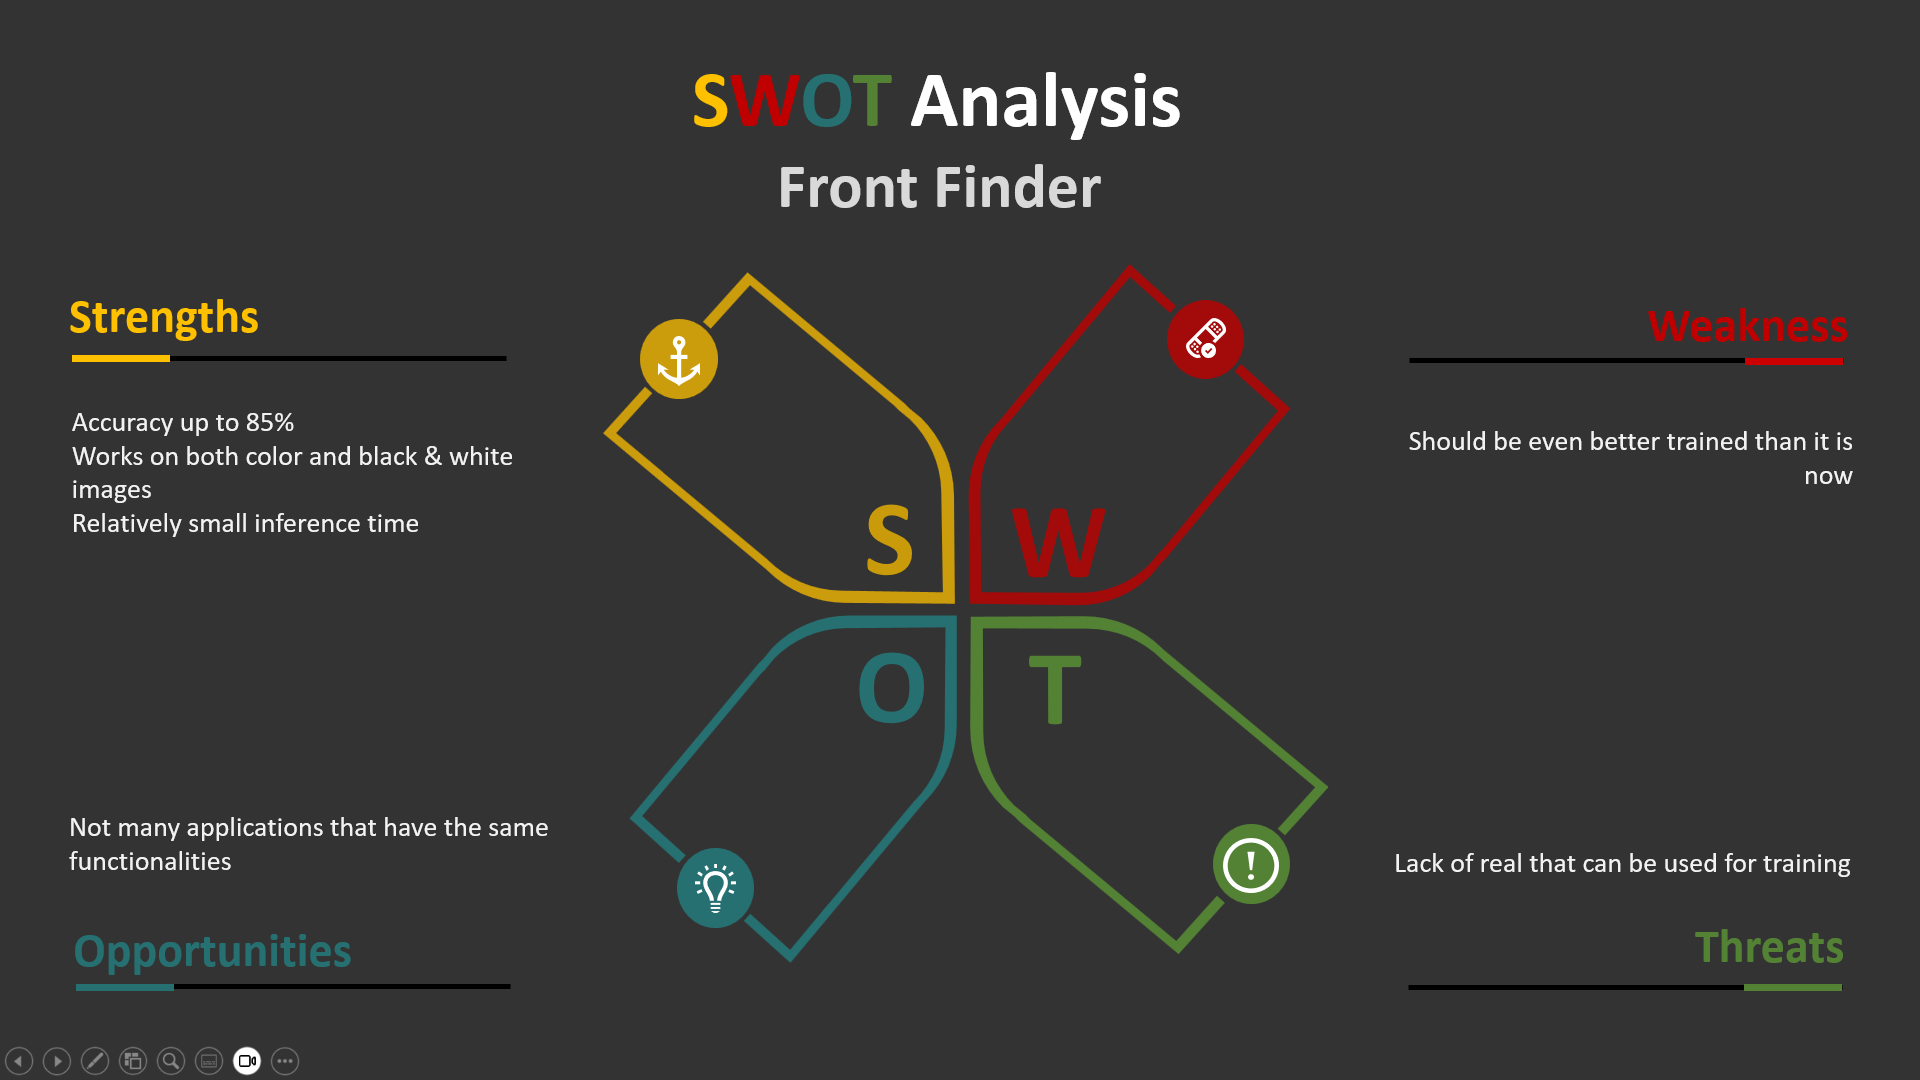 SWOT Analysis
Front Finder
Strengths
Accuracy up to 85%
Works on both color and black & white
images
Relatively small inference time
Weakness
Should be even better trained than it is
now
S
W
O
T
Not many applications that have the same
functionalities
Opportunities
Lack of real that can be used for training
Threats